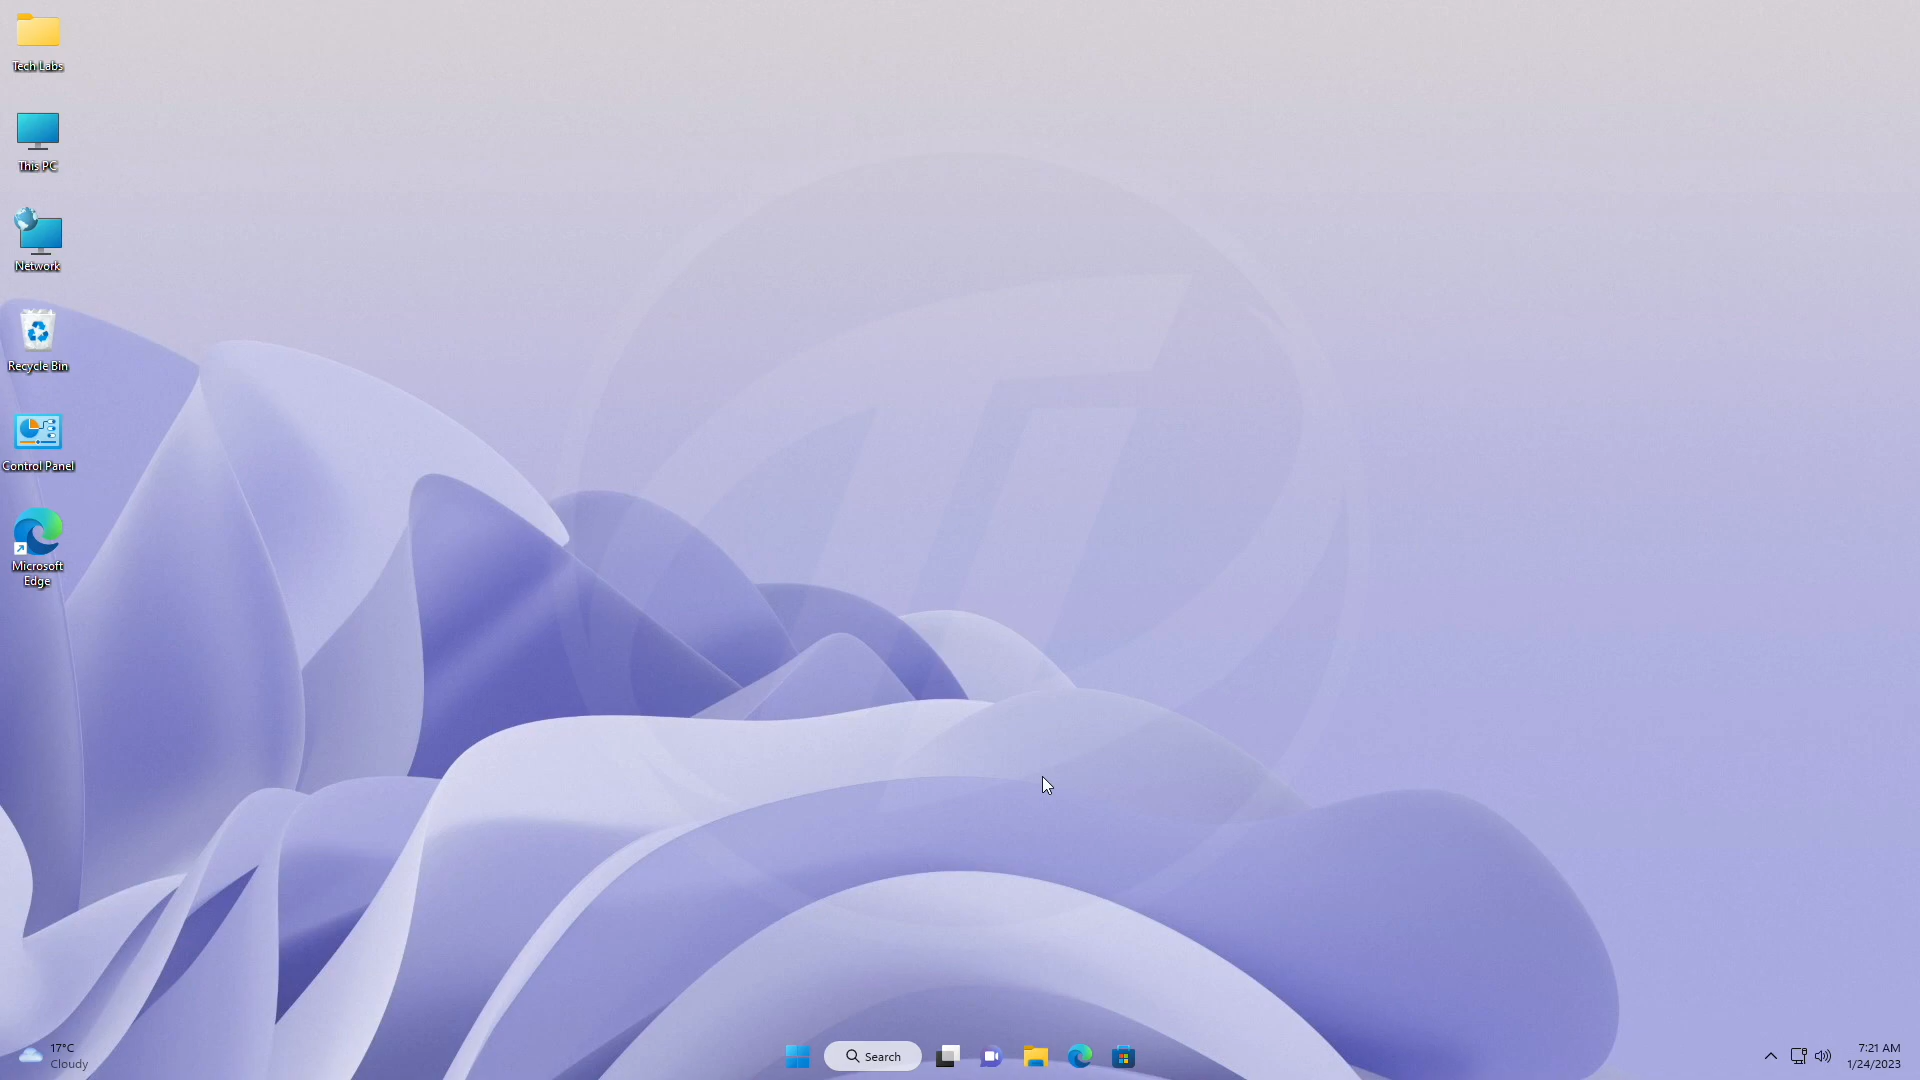 Tech Labs
This PC
Network
Recycle Bin
Control Panel
Microsoft
Edge
17°C
Cloudy
Search
7:21 AM
1/24/2023